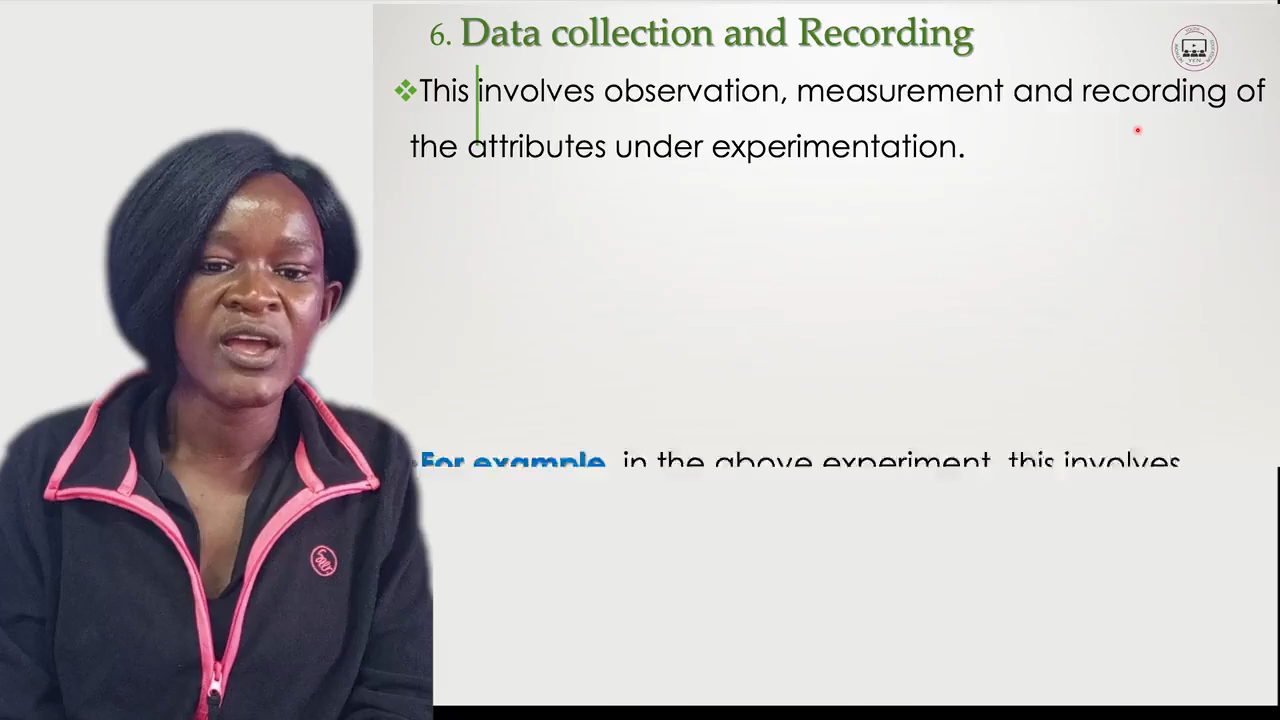 6. Data collection and Recording
This involves observation, measurement and recording of
the attributes under experimentation.
For example, in the above experiment, this involves
YEN